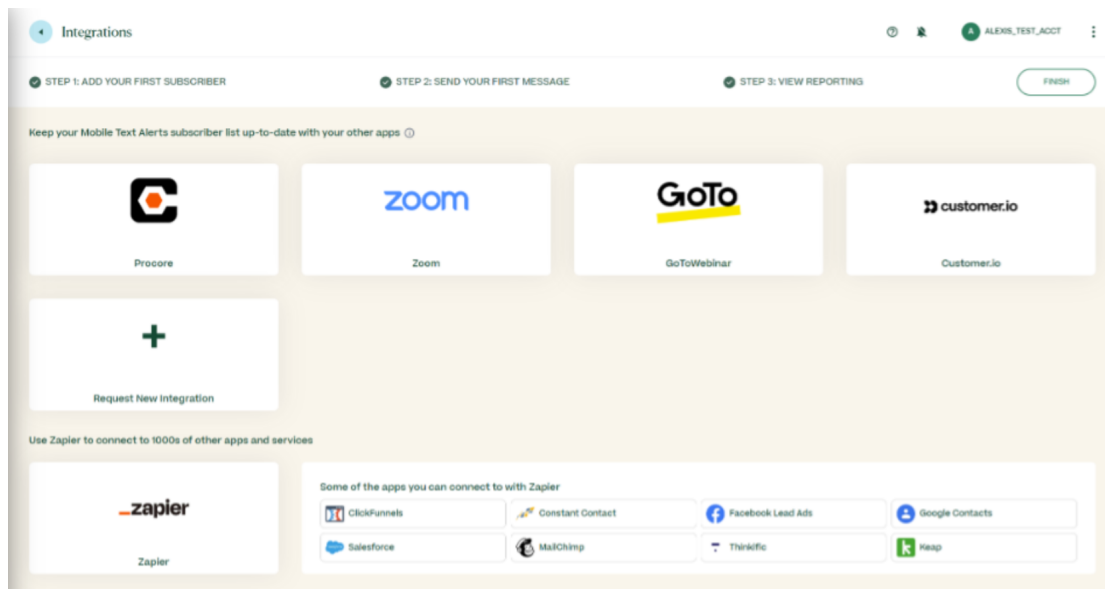 Integrations
A ALEXIS_TEST_ACCT
STEP 1: ADD YOUR FIRST SUBSCRIBER
STEP 2: SEND YOUR FIRST MESSAGE
STEP 3: VIEW REPORTING
FINISH
Keep your Mobile Text Alerts subscriber list up-to-date with your other apps
zoom
GoTo
customer.io
Procore
Zoom
GoToWebinar
Customer.io
Request New Integration
Use Zapier to connect to 1000s of other apps and services
_zapier
Zapier
Some of the apps you can connect to with Zapier
ClickFunnels
Constant Contact
Facebook Lead Ads
Google Contacts
Salesforce
MailChimp
Thinkific
Keap